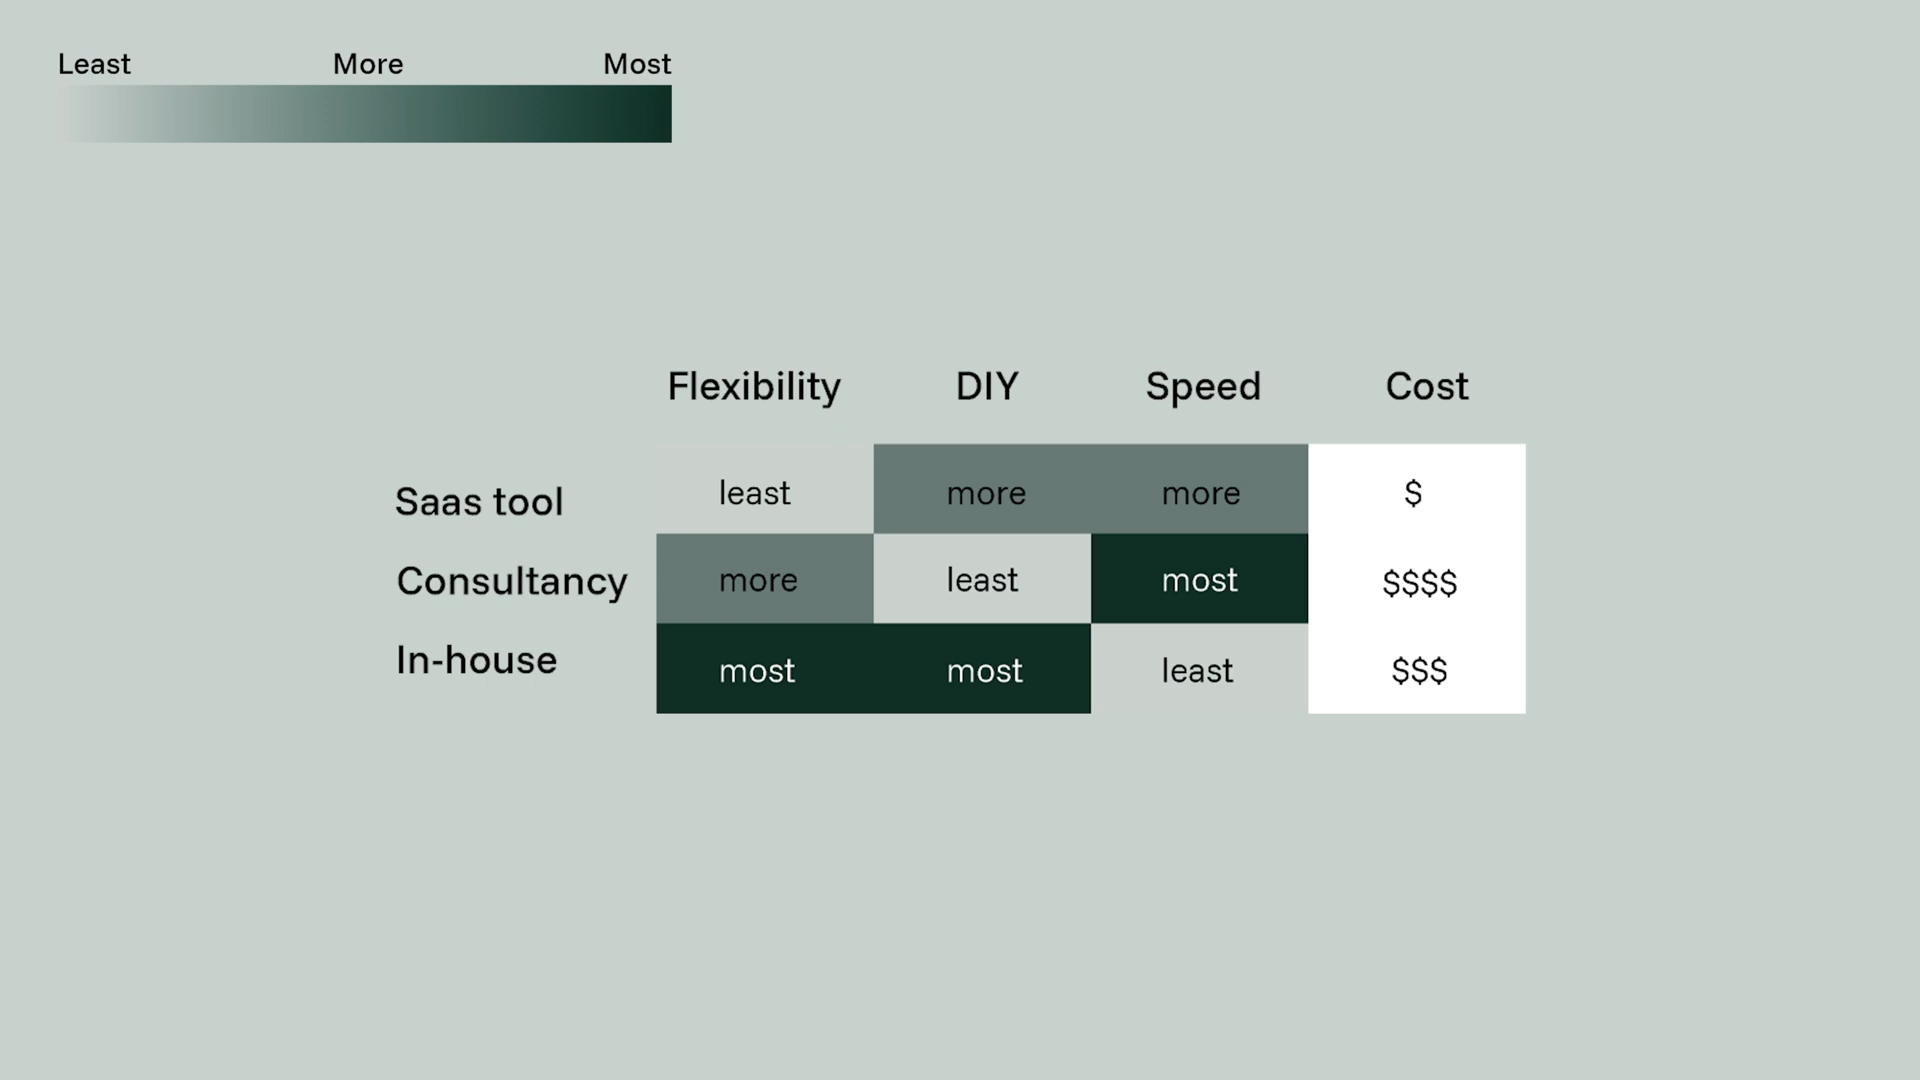 Least More Most
Flexibility DIY Speed Cost
Saas tool least more more $
Consultancy more least most $$$$
In-house most most least $$$